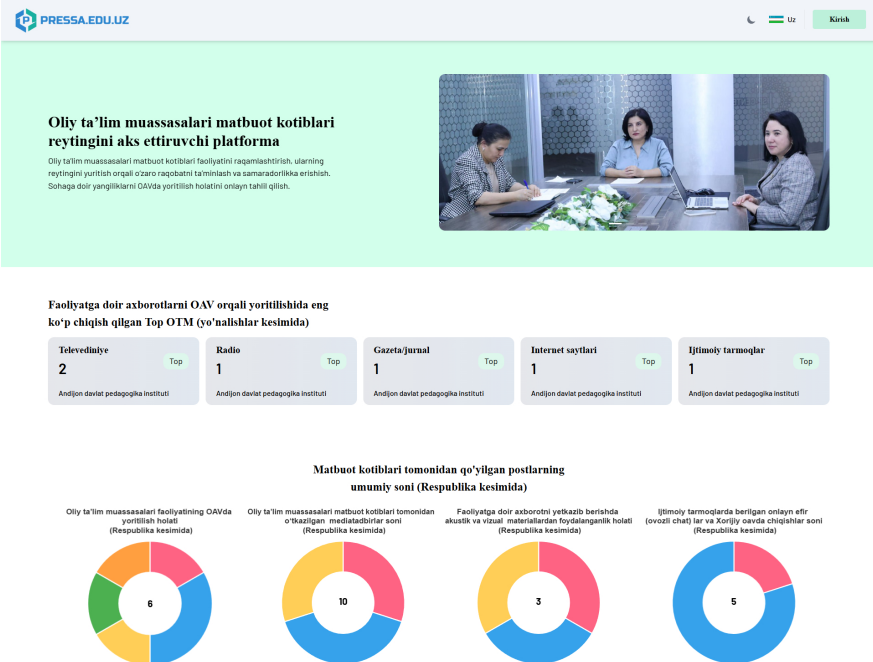 PRESSA.EDU.UZ
Uz
Kirish
Oliy ta’lim muassasalari matbuot kotiblari
reytingini aks ettiruvchi platforma
Oliy ta'lim muassasalari matbuot kotiblari faoliyatini raqamlashtirish, ularning
reytingini yuritish orqali o'zaro raqobatni ta'minlash va samaradorlikka erishish.
Sohaga doir yangiliklarni OAVda yoritilish holatini onlayn tahlil qilish.
Faoliyatga doir axborotlarni OAV orqali yoritilishida eng
ko‘p chiqish qilgan Top OTM (yo'nalishlar kesimida)
Televediniye
Top
2
Andijon davlat pedagogika instituti
Radio
Top
1
Andijon davlat pedagogika instituti
Gazeta/jurnal
Top
1
Andijon davlat pedagogika instituti
Internet saytlari
Top
1
Andijon davlat pedagogika instituti
Ijtimoiy tarmoqlar
Top
1
Andijon davlat pedagogika instituti
Matbuot kotiblari tomonidan qo'yilgan postlarning
umumiy soni (Respublika kesimida)
Oliy ta’lim muassasalari faoliyatining OAVda
yoritilish holati
(Respublika kesimida)
6
Oliy ta’lim muassasalari matbuot kotiblari tomonidan
o‘tkazilgan mediatadbirlar soni
(Respublika kesimida)
10
Faoliyatga doir axborotni yetkazib berishda
akustik va vizual materiallardan foydalanganlik holati
(Respublika kesimida)
3
Ijtimoiy tarmoqlarda berilgan onlayn efir
(ovozli chat) lar va Xorijiy oavda chiqishlar soni
(Respublika kesimida)
5